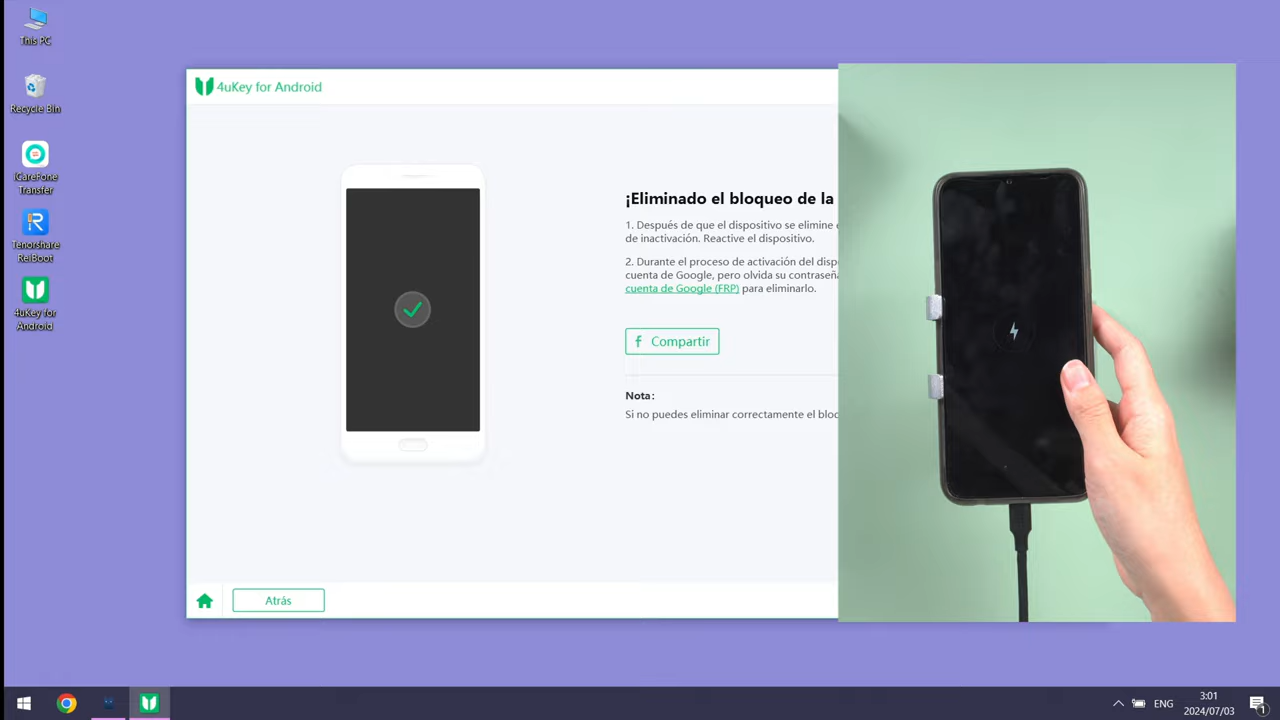 This PC
Recycle Bin
iCareFone
Transfer
Tenorshare
ReiBoot
4uKey for
Android
4uKey for Android
¡Eliminado el bloqueo de la
1. Después de que el dispositivo se elimine
de inactivación. Reactive el dispositivo.
2. Durante el proceso de activación del
cuenta de Google, pero olvida su
cuenta de Google (FRP) para eliminarlo.
f Compartir
Nota:
Si no puedes eliminar correctamente el
Atrás
ENG
3:01
2024/07/03
1